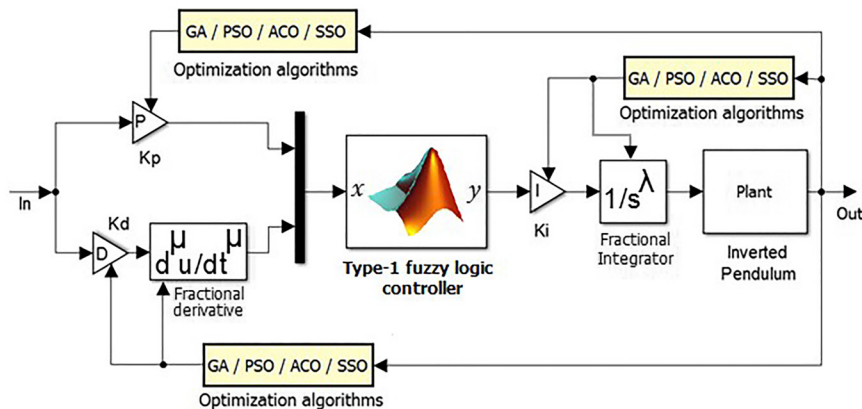 GA / PSO / ACO / SSO
Optimization algorithms
GA / PSO / ACO / SSO
Optimization algorithms
P
Kp
In
x
y
I
Ki
1/s^λ
Fractional
Integrator
Plant
Inverted
Pendulum
Out
Kd
D
d^μu/dt^μ
Fractional
derivative
Type-1 fuzzy logic
controller
GA / PSO / ACO / SSO
Optimization algorithms